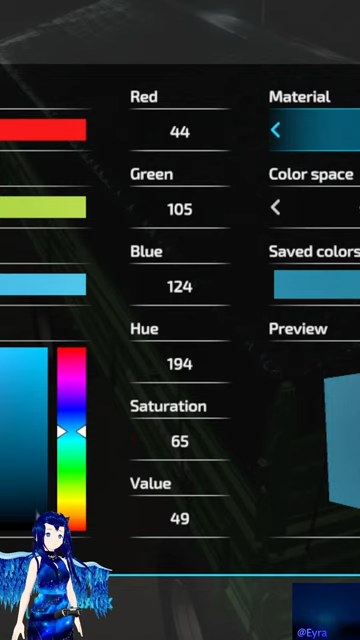 Red
44
Green
105
Blue
124
Hue
194
Saturation
65
Value
49
Material
Color space
Saved colors
Preview
@Eyra